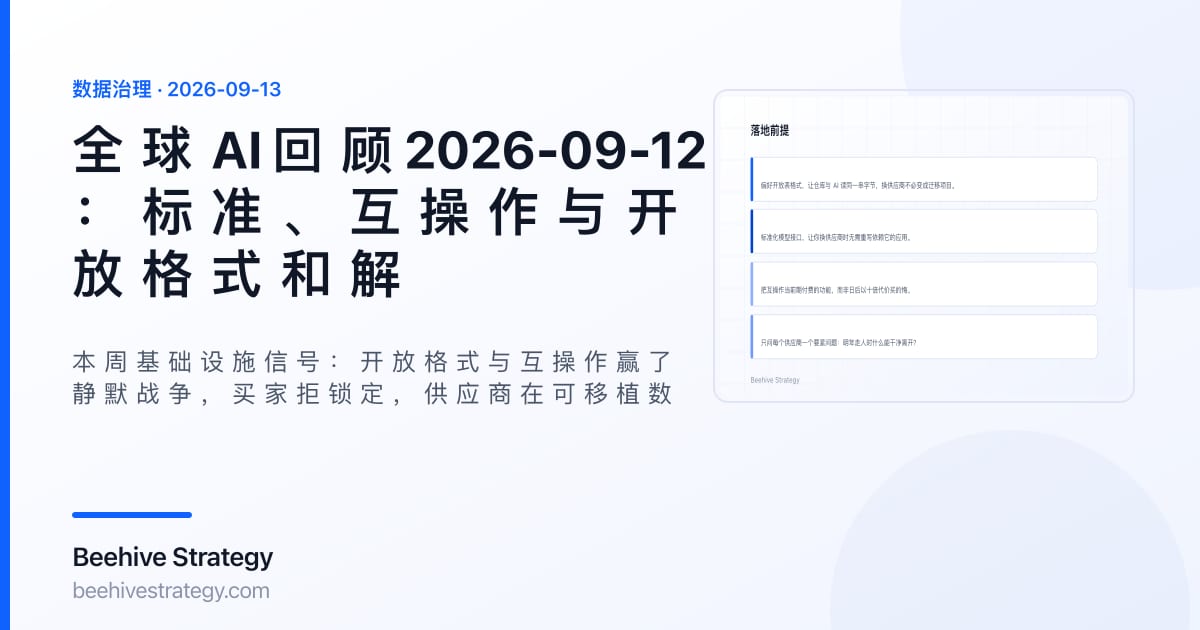 数据治理 · 2026-09-13
全球AI回顾2026-09-12
：标准、互操作与开
放格式和解
本周基础设施信号：开放格式与互操作赢了
静默战争，买家拒锁定，供应商在可移植数
落地前提
偏好开放表格式，让仓库与 AI 读同一串字节，换供应商不必变成迁移项目。
标准化模型接口，让你换供应商时无需重写依赖它的应用。
把互操作当前期付费的功能，而非日后以十倍代价买的悔。
只问每个供应商一个要紧问题：明年走人时什么能干净离开？
Beehive Strategy
Beehive Strategy
beehivestrategy.com